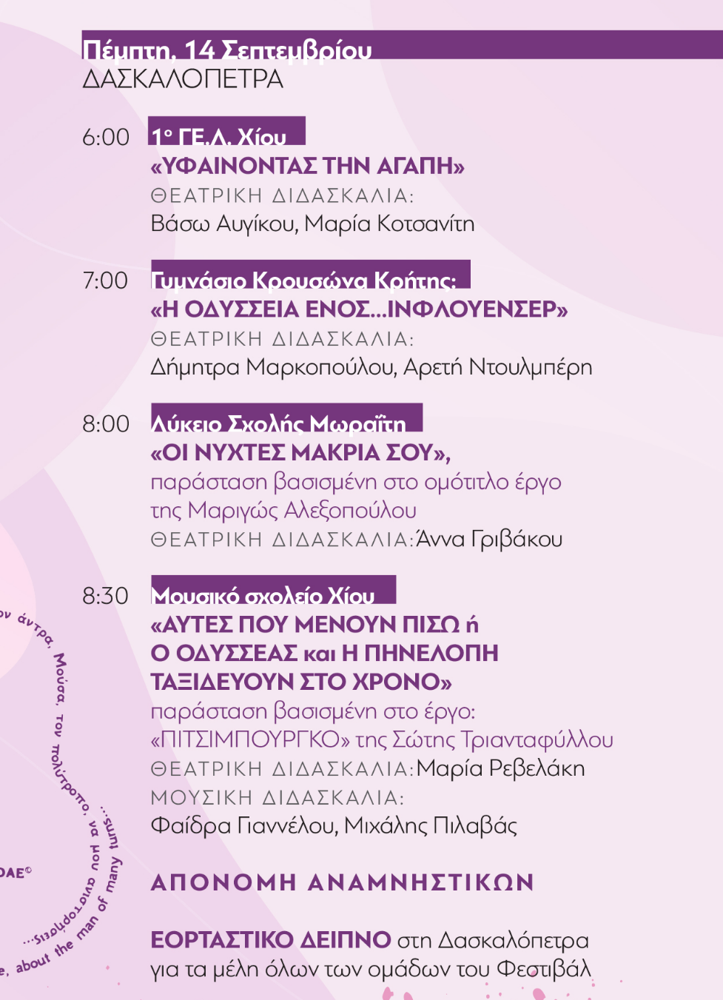 Πέμπτη, 14 Σεπτεμβρίου
ΔΑΣΚΑΛΟΠΕΤΡΑ
6:00 1ο ΓΕ.Λ. Χίου
«ΥΦΑΙΝΟΝΤΑΣ ΤΗΝ ΑΓΑΠΗ»
ΘΕΑΤΡΙΚΗ ΔΙΔΑΣΚΑΛΙΑ:
Βάσω Αυγίκου, Μαρία Κοτσανίτη
7:00 Γυμνάσιο Κρουσώνα Κρήτης:
«Η ΟΔΥΣΣΕΙΑ ΕΝΟΣ...ΙΝΦΛΟΥΕΝΣΕΡ»
ΘΕΑΤΡΙΚΗ ΔΙΔΑΣΚΑΛΙΑ:
Δήμητρα Μαρκοπούλου, Αρετή Ντουλμπέρη
8:00 Λύκειο Σχολής Μωραΐτη
«ΟΙ ΝΥΧΤΕΣ ΜΑΚΡΙΑ ΣΟΥ»,
παράσταση βασισμένη στο ομότιτλο έργο
της Μαριγώς Αλεξοπούλου
ΘΕΑΤΡΙΚΗ ΔΙΔΑΣΚΑΛΙΑ: Άννα Γριβάκου
8:30 Μουσικό σχολείο Χίου
«ΑΥΤΕΣ ΠΟΥ ΜΕΝΟΥΝ ΠΙΣΩ ή
Ο ΟΔΥΣΣΕΑΣ και Η ΠΗΝΕΛΟΠΗ
ΤΑΞΙΔΕΥΟΥΝ ΣΤΟ ΧΡΟΝΟ»
παράσταση βασισμένη στο έργο:
«ΠΙΤΣΙΜΠΟΥΡΓΚΟ» της Σώτης Τριανταφύλλου
ΘΕΑΤΡΙΚΗ ΔΙΔΑΣΚΑΛΙΑ: Μαρία Ρεβελάκη
ΜΟΥΣΙΚΗ ΔΙΔΑΣΚΑΛΙΑ:
Φαίδρα Γιαννέλου, Μιχάλης Πιλαβάς
ΑΠΟΝΟΜΗ ΑΝΑΜΝΗΣΤΙΚΩΝ
ΕΟΡΤΑΣΤΙΚΟ ΔΕΙΠΝΟ στη Δασκαλόπετρα
για τα μέλη όλων των ομάδων του Φεστιβάλ
άντρα, Μούσα, τον πολύτροπο, να μου ανιστορήσεις...
about the man of many turns...